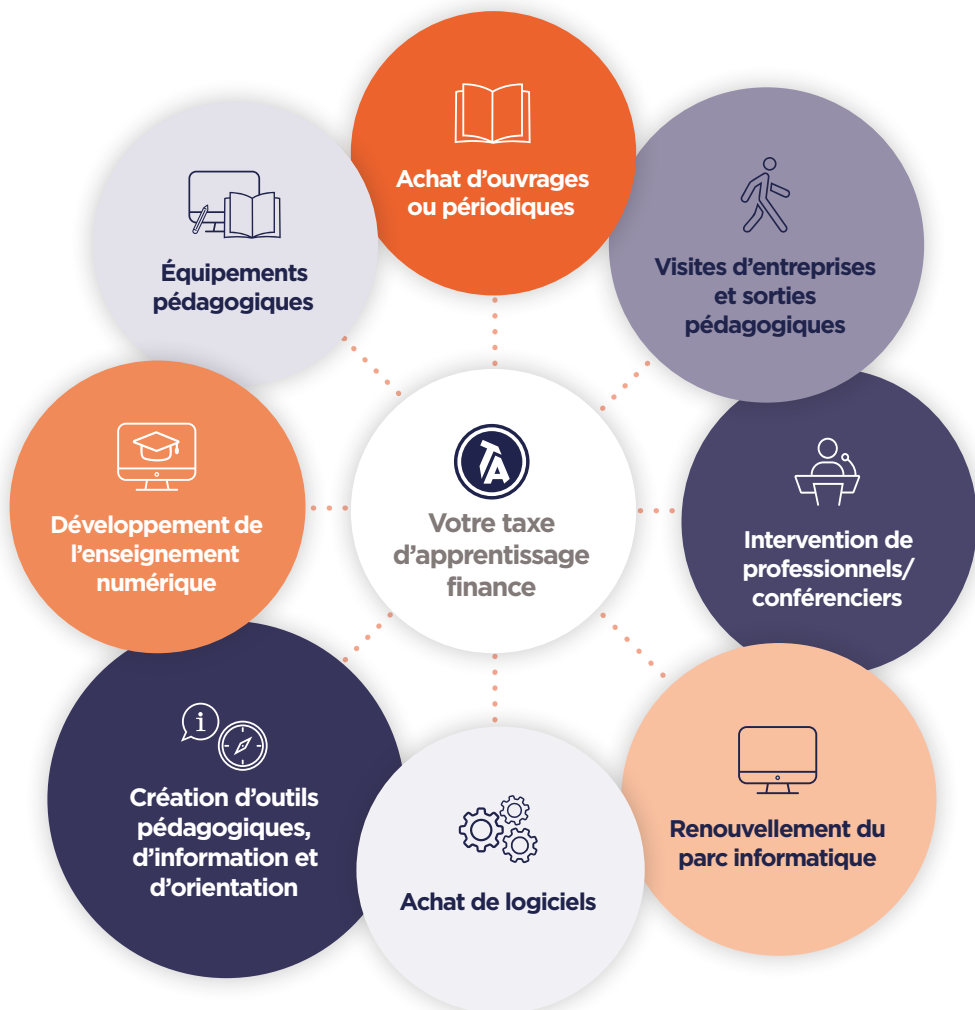 Achat d'ouvrages
ou périodiques
Visites d'entreprises
et sorties
pédagogiques
Intervention de
professionnels/
conférenciers
Renouvellement du
parc informatique
Achat de logiciels
i
Création d'outils
pédagogiques,
d'information et
d'orientation
Développement de
l'enseignement
numérique
Équipements
pédagogiques
TA
Votre taxe
d'apprentissage
finance